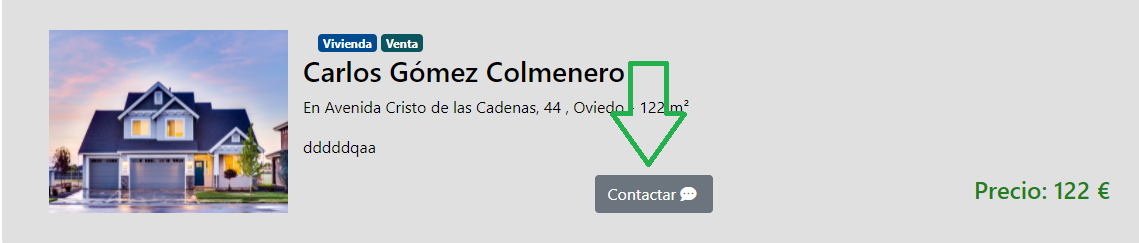 Vivienda Venta
Carlos Gómez Colmenero
En Avenida Cristo de las Cadenas, 44 , Oviedo - 122 m²
dddddqaa
Contactar
Precio: 122 €